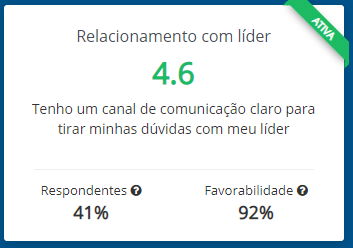 ATIVA
Relacionamento com líder
4.6
Tenho um canal de comunicação claro para
tirar minhas dúvidas com meu líder
Respondentes ?
Favorabilidade ?
41%
92%